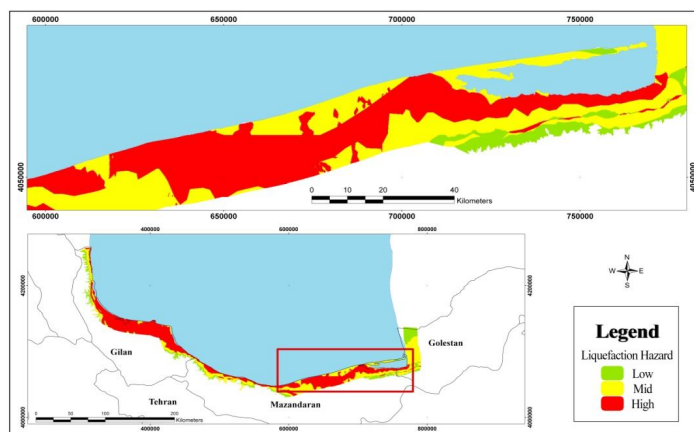 600000 650000 700000 750000
4050000
4050000
0 10 20 40
Kilometers
600000 650000 700000 750000
400000 600000 800000
4200000
4200000
N
W E
S
Golestan
Gilan
Tehran
Mazandaran
0 50 100 200
Kilometers
4000000
4000000
400000 600000 800000
Legend
Liquefaction Hazard
Low
Mid
High